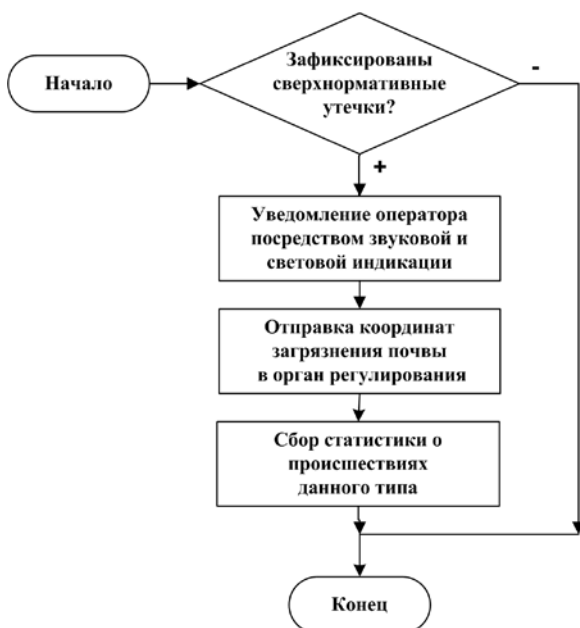 Начало
Зафиксированы
сверхнормативные
утечки?
-
+
Уведомление оператора
посредством звуковой и
световой индикации
Отправка координат
загрязнения почвы
в орган регулирования
Сбор статистики о
происшествиях
данного типа
Конец